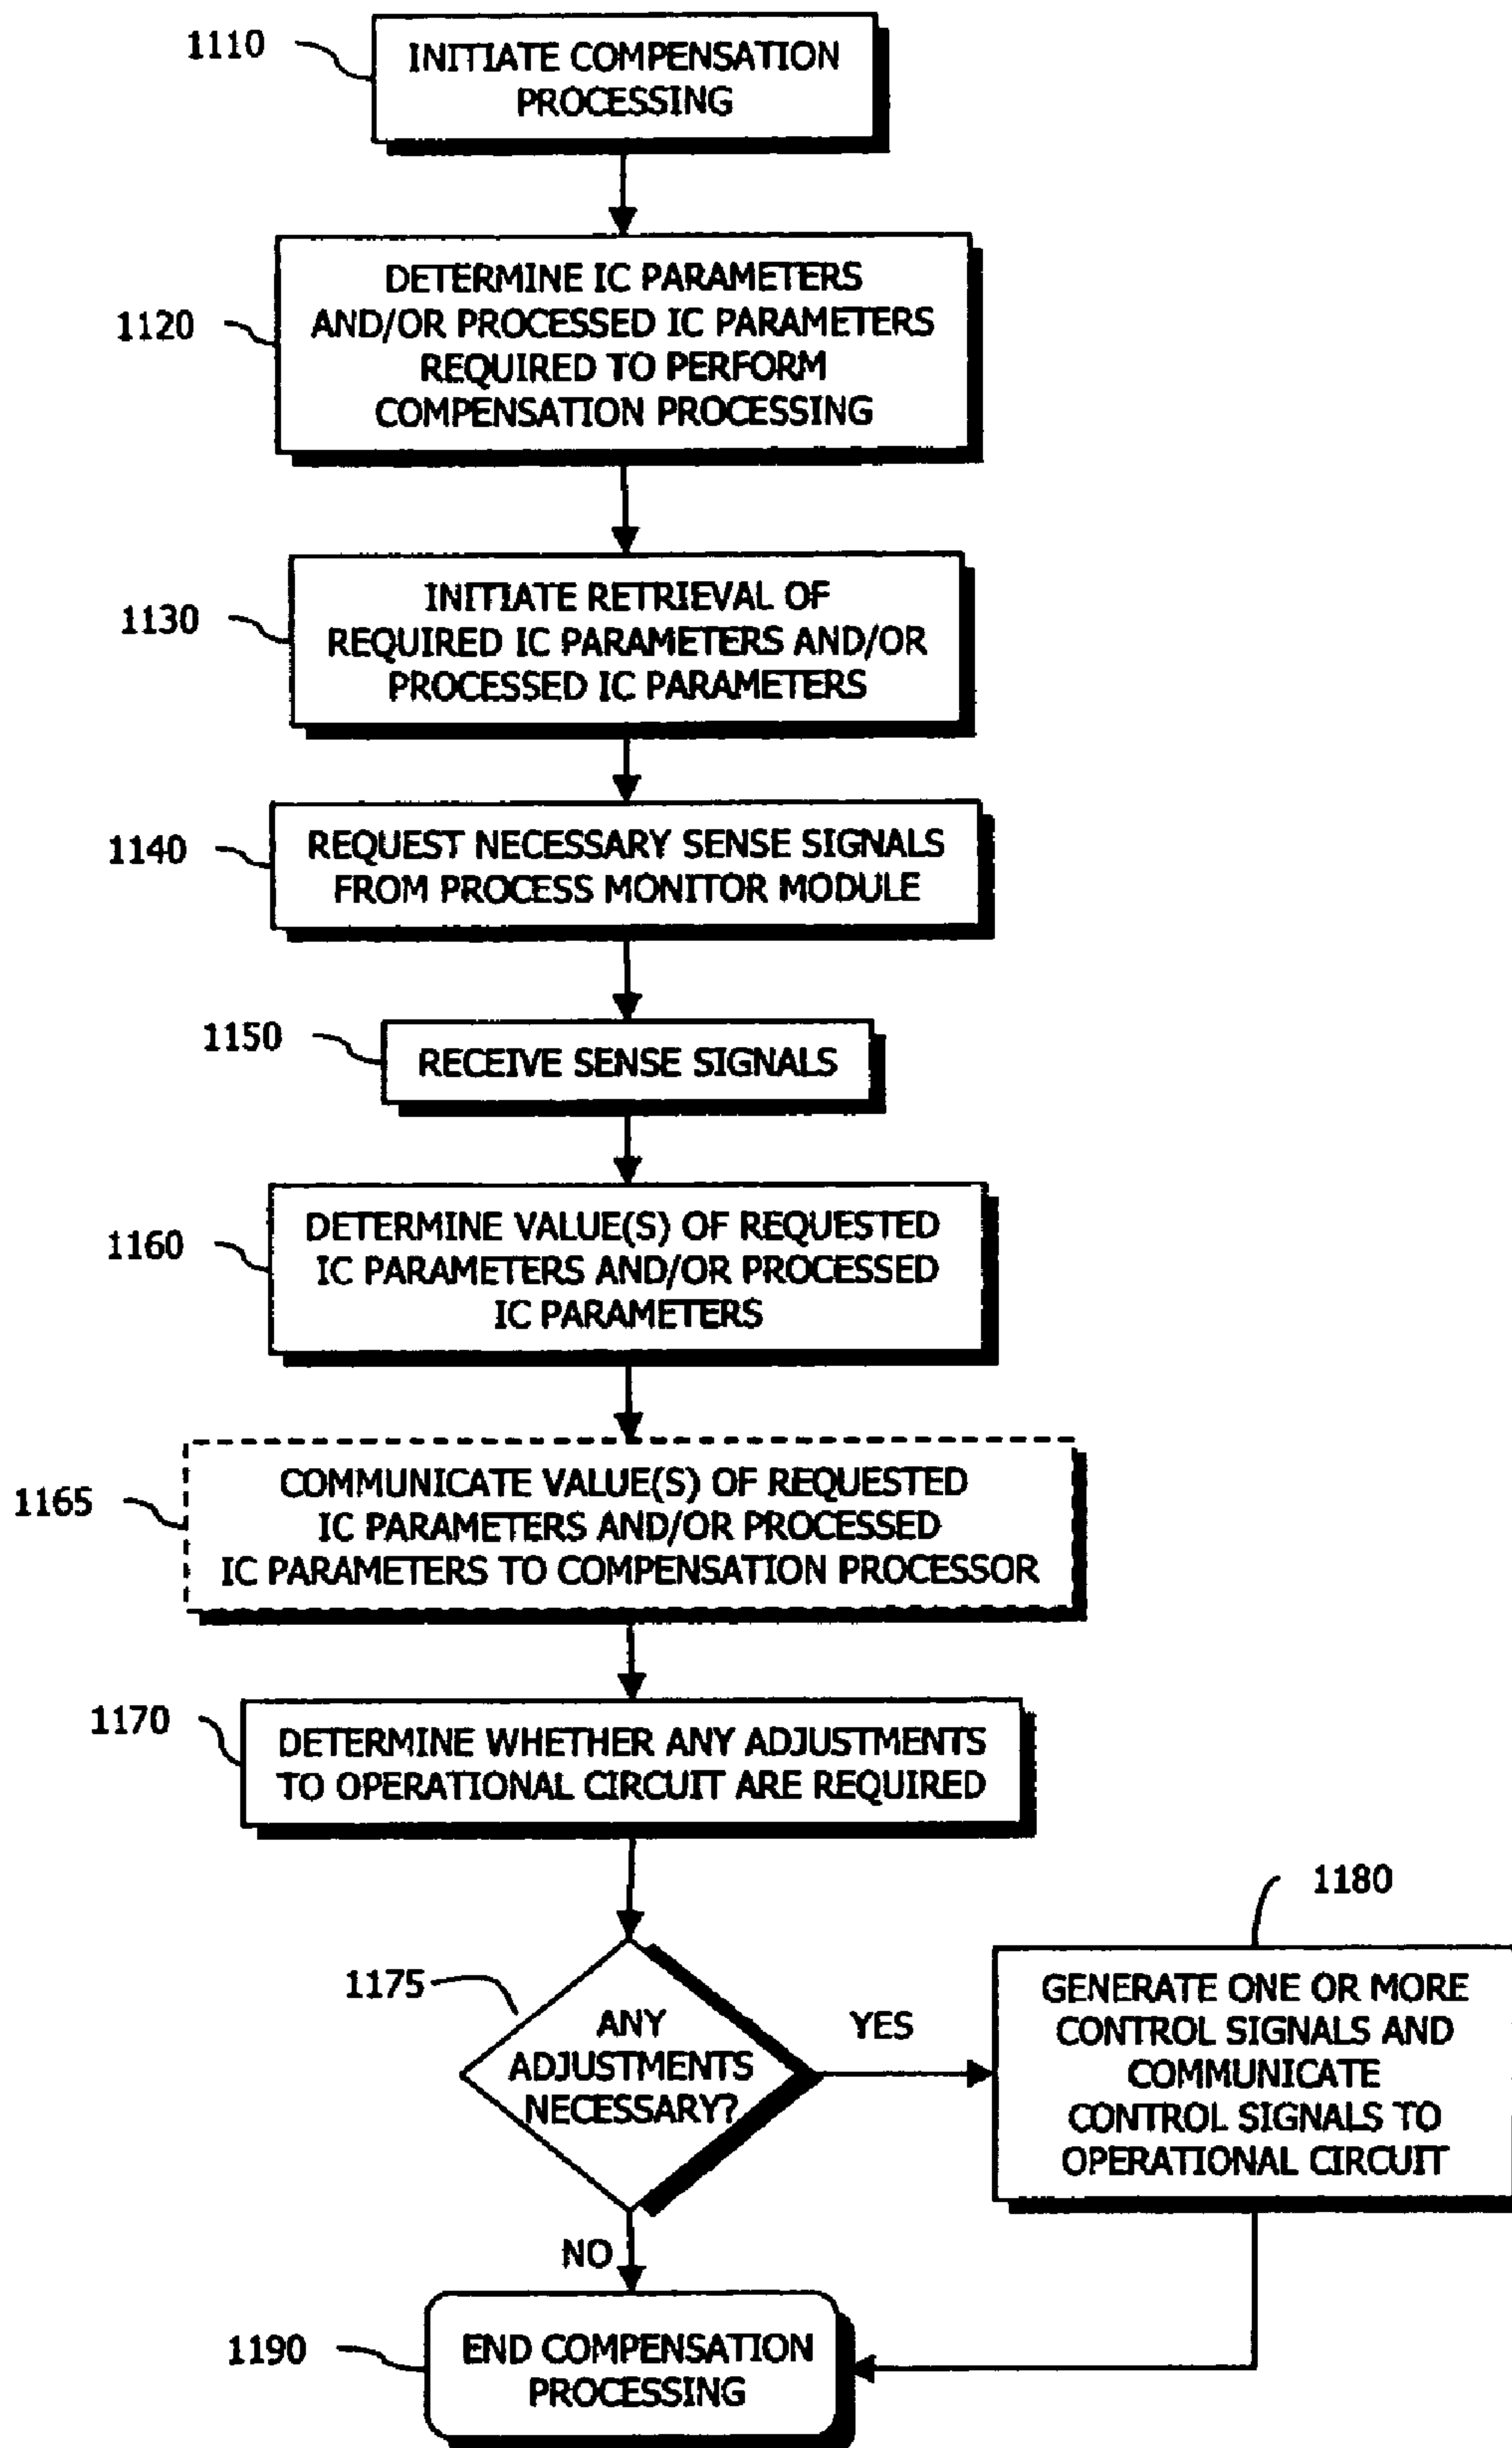 1110
INITIATE COMPENSATION
PROCESSING
1120
DETERMINE IC PARAMETERS
AND/OR PROCESSED IC PARAMETERS
REQUIRED TO PERFORM
COMPENSATION PROCESSING
1130
INITIATE RETRIEVAL OF
REQUIRED IC PARAMETERS AND/OR
PROCESSED IC PARAMETERS
1140
REQUEST NECESSARY SENSE SIGNALS
FROM PROCESS MONITOR MODULE
1150
RECEIVE SENSE SIGNALS
1160
DETERMINE VALUE(S) OF REQUESTED
IC PARAMETERS AND/OR PROCESSED
IC PARAMETERS
1165
COMMUNICATE VALUE(S) OF REQUESTED
IC PARAMETERS AND/OR PROCESSED
IC PARAMETERS TO COMPENSATION PROCESSOR
1170
DETERMINE WHETHER ANY ADJUSTMENTS
TO OPERATIONAL CIRCUIT ARE REQUIRED
1175
ANY
ADJUSTMENTS
NECESSARY?
YES
1180
GENERATE ONE OR MORE
CONTROL SIGNALS AND
COMMUNICATE
CONTROL SIGNALS TO
OPERATIONAL CIRCUIT
NO
1190
END COMPENSATION
PROCESSING